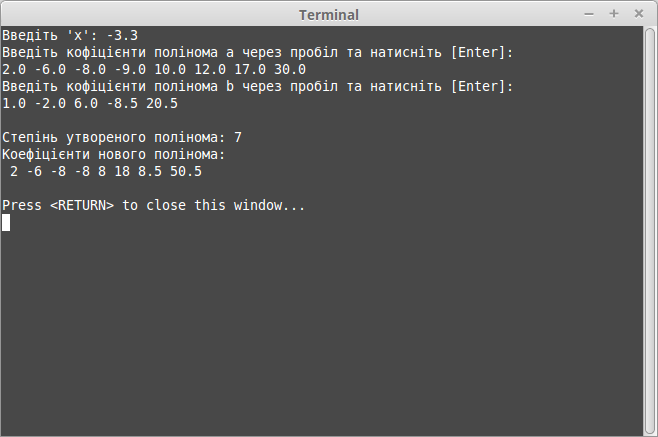 Terminal
Введіть 'x': -3.3
Введіть кофіцієнти полінома a через пробіл та натисніть [Enter]:
2.0 -6.0 -8.0 -9.0 10.0 12.0 17.0 30.0
Введіть кофіцієнти полінома b через пробіл та натисніть [Enter]:
1.0 -2.0 6.0 -8.5 20.5
Степінь утвореного полінома: 7
Коефіцієнти нового полінома:
2 -6 -8 -8 8 18 8.5 50.5
Press <RETURN> to close this window...